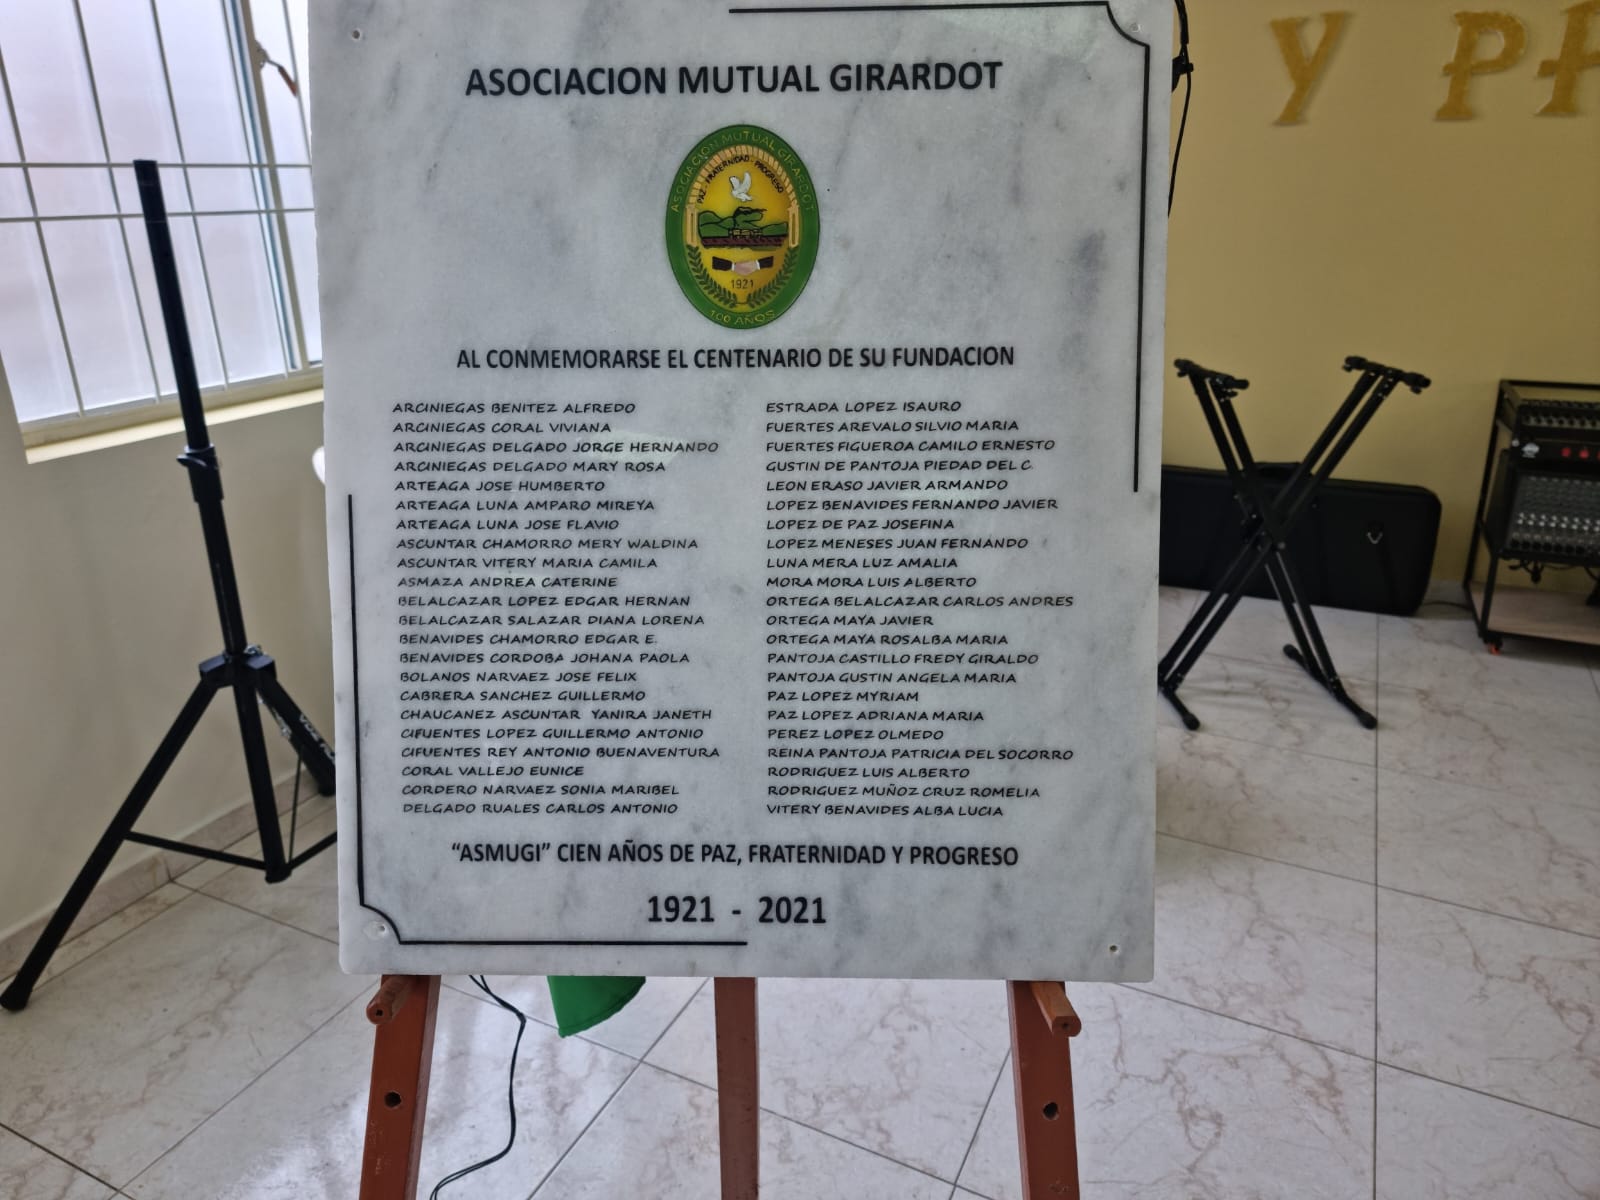 ASOCIACION MUTUAL GIRARDOT
ASOCIACION MUTUAL GIRARDOT
PAZ - FRATERNIDAD - PROGRESO
1921
100 AÑOS
AL CONMEMORARSE EL CENTENARIO DE SU FUNDACION
ARCINIEGAS BENITEZ ALFREDO
ARCINIEGAS CORAL VIVIANA
ARCINIEGAS DELGADO JORGE HERNANDO
ARCINIEGAS DELGADO MARY ROSA
ARTEAGA JOSE HUMBERTO
ARTEAGA LUNA AMPARO MIREYA
ARTEAGA LUNA JOSE FLAVIO
ASCUNTAR CHAMORRO MERY WALDINA
ASCUNTAR VITERY MARIA CAMILA
ASMAZA ANDREA CATERINE
BELALCAZAR LOPEZ EDGAR HERNAN
BELALCAZAR SALAZAR DIANA LORENA
BENAVIDES CHAMORRO EDGAR E.
BENAVIDES CORDOBA JOHANA PAOLA
BOLANOS NARVAEZ JOSE FELIX
CABRERA SANCHEZ GUILLERMO
CHAUCANEZ ASCUNTAR YANIRA JANETH
CIFUENTES LOPEZ GUILLERMO ANTONIO
CIFUENTES REY ANTONIO BUENAVENTURA
CORAL VALLEJO EUNICE
CORDERO NARVAEZ SONIA MARIBEL
DELGADO RUALES CARLOS ANTONIO
ESTRADA LOPEZ ISAURO
FUERTES AREVALO SILVIO MARIA
FUERTES FIGUEROA CAMILO ERNESTO
GUSTIN DE PANTOJA PIEDAD DEL C.
LEON ERASO JAVIER ARMANDO
LOPEZ BENAVIDES FERNANDO JAVIER
LOPEZ DE PAZ JOSEFINA
LOPEZ MENESES JUAN FERNANDO
LUNA MERA LUZ AMALIA
MORA MORA LUIS ALBERTO
ORTEGA BELALCAZAR CARLOS ANDRES
ORTEGA MAYA JAVIER
ORTEGA MAYA ROSALBA MARIA
PANTOJA CASTILLO FREDY GIRALDO
PANTOJA GUSTIN ANGELA MARIA
PAZ LOPEZ MYRIAM
PAZ LOPEZ ADRIANA MARIA
PEREZ LOPEZ OLMEDO
REINA PANTOJA PATRICIA DEL SOCORRO
RODRIGUEZ LUIS ALBERTO
RODRIGUEZ MUÑOZ CRUZ ROMELIA
VITERY BENAVIDES ALBA LUCIA
“ASMUGI” CIEN AÑOS DE PAZ, FRATERNIDAD Y PROGRESO
1921 - 2021
Y